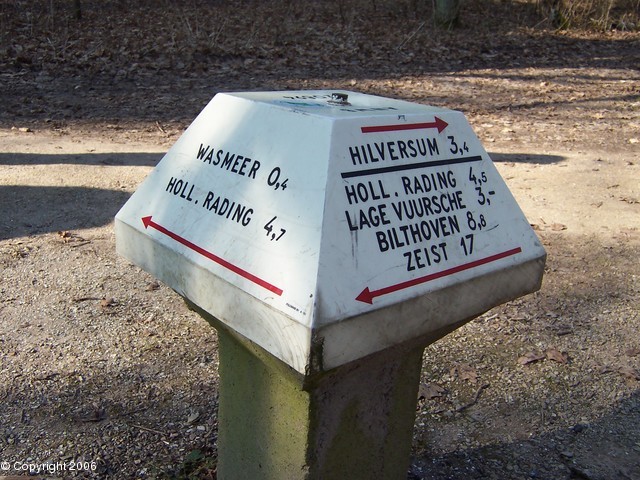 WASMEER 0,4
HOLL. RADING 4,7
HILVERSUM 3,4
HOLL. RADING 4,5
LAGE VUURSCHE 3,-
BILTHOVEN 8,8
ZEIST 17
© Copyright 2006